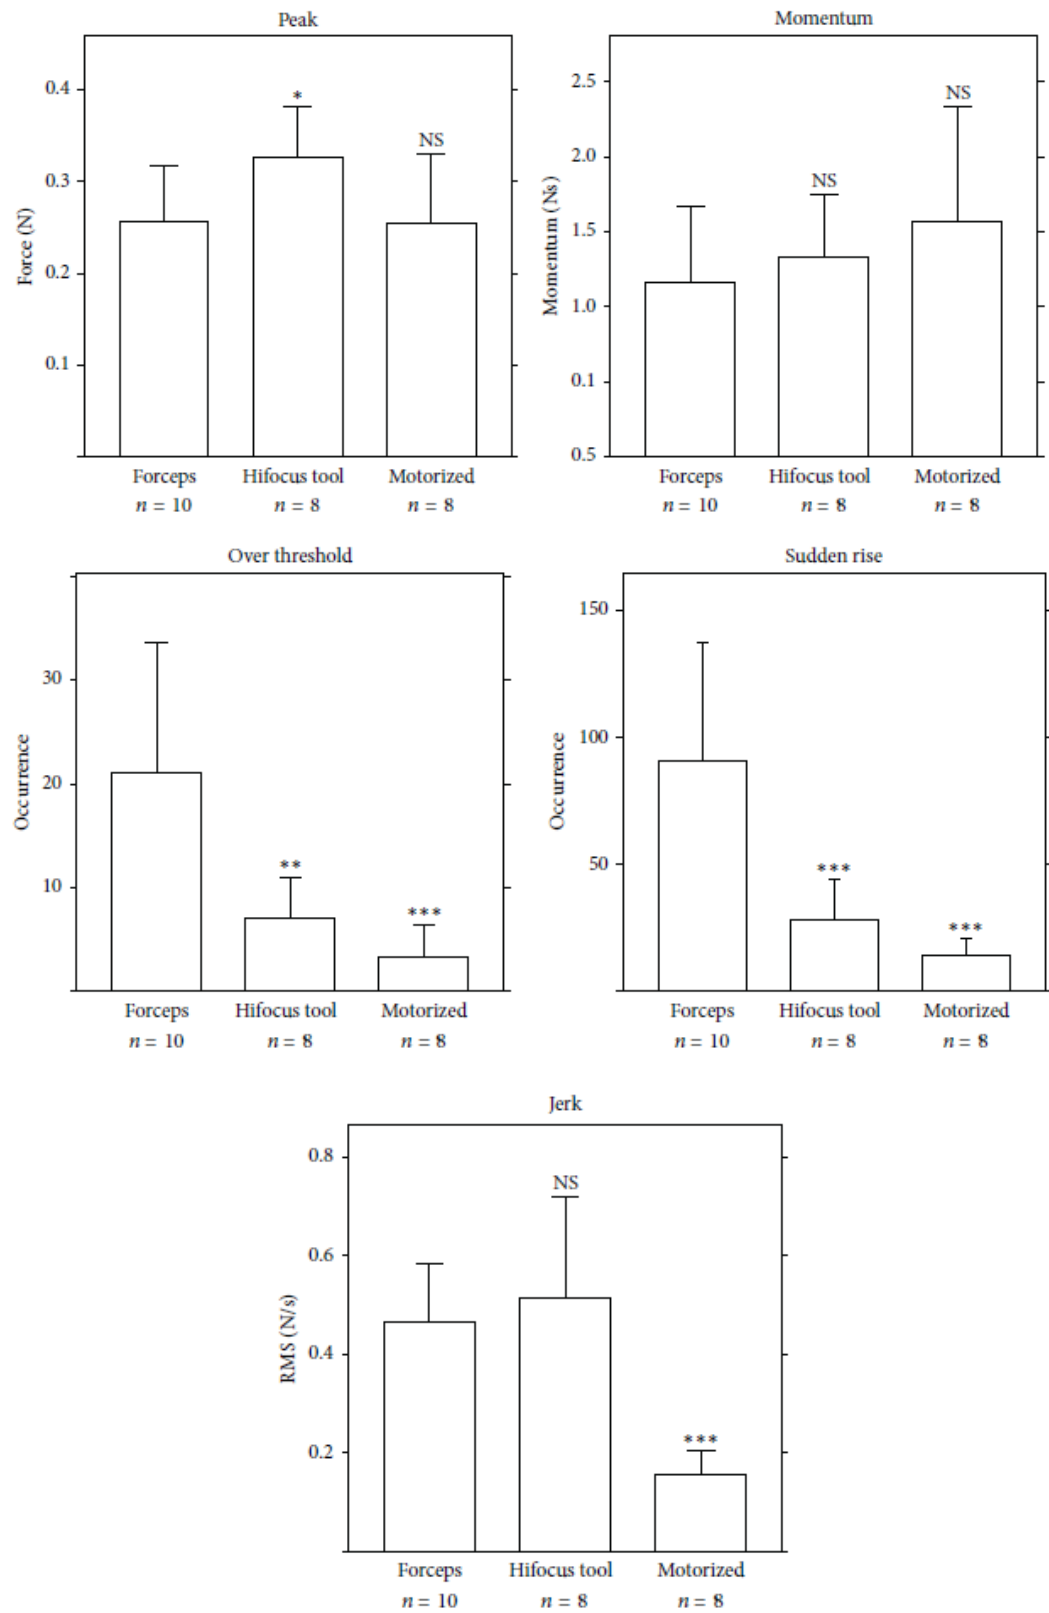 Peak
0.4
0.3
0.2
0.1
Force (N)
*
NS
Forceps
n = 10
Hifocus tool
n = 8
Motorized
n = 8
Momentum
2.5
2.0
1.5
1.0
0.1
0.5
Momentum (Ns)
NS
NS
Forceps
n = 10
Hifocus tool
n = 8
Motorized
n = 8
Over threshold
30
20
10
Occurrence
**
***
Forceps
n = 10
Hifocus tool
n = 8
Motorized
n = 8
Sudden rise
150
100
50
Occurrence
***
***
Forceps
n = 10
Hifocus tool
n = 8
Motorized
n = 8
Jerk
0.8
0.6
0.4
0.2
RMS (N/s)
NS
***
Forceps
n = 10
Hifocus tool
n = 8
Motorized
n = 8